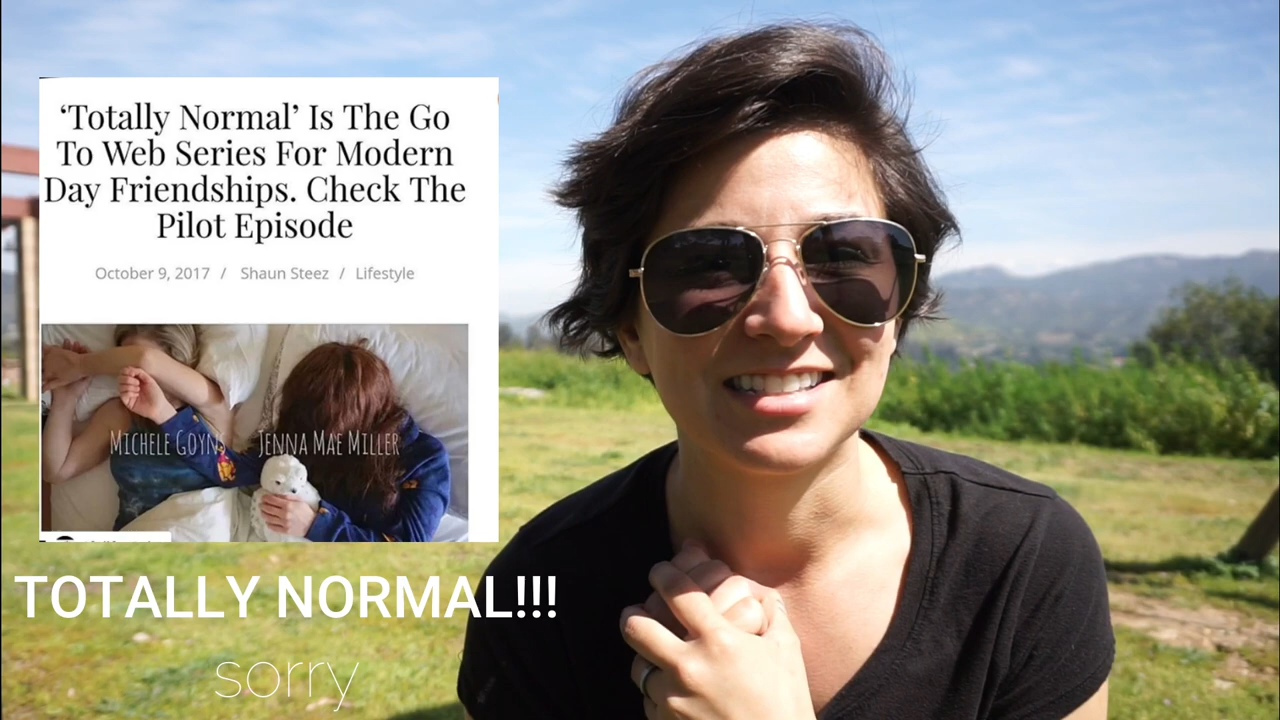 ‘Totally Normal’ Is The Go
To Web Series For Modern
Day Friendships. Check The
Pilot Episode
October 9, 2017 / Shaun Steez / Lifestyle
MICHELE GOYNS JENNA MAE MILLER
TOTALLY NORMAL!!!
sorry